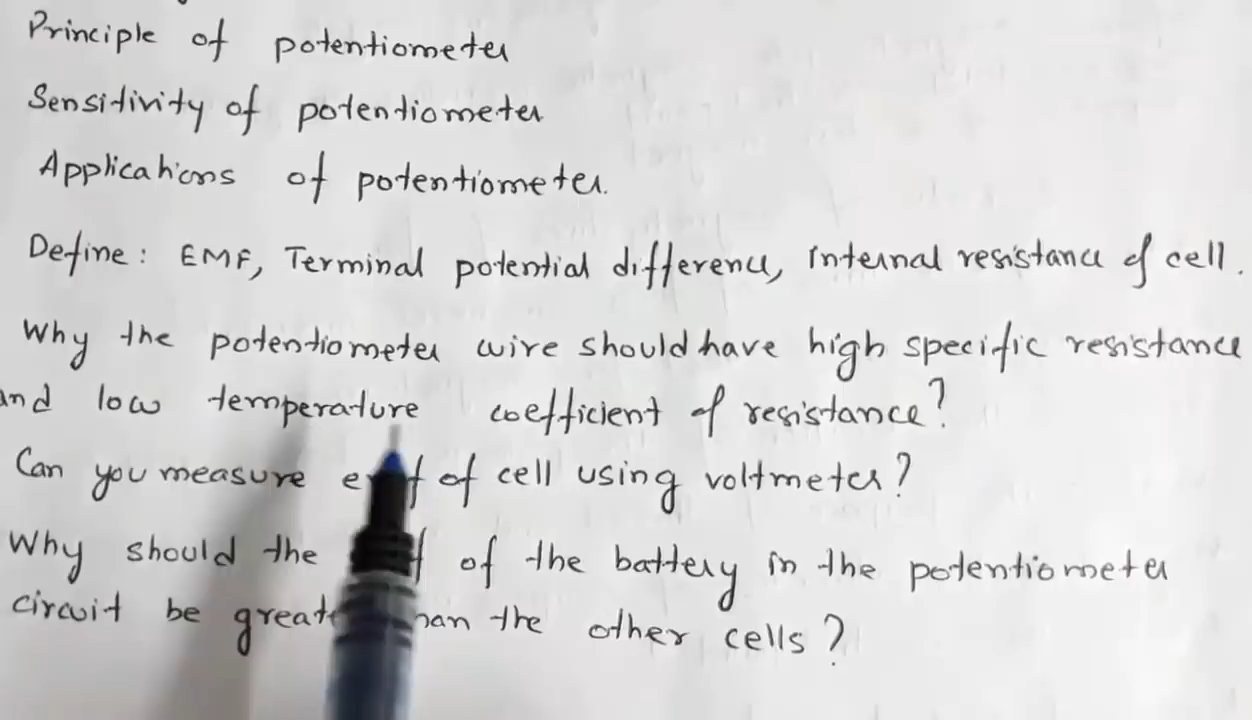 Principle of potentiometer
Sensitivity of potentiometer
Applications of potentiometer.
Define: EMF, Terminal potential difference, internal resistance of cell.
Why the potentiometer wire should have high specific resistance
and low temperature coefficient of resistance?
Can you measure of cell using voltmeter?
Why should the of the battery in the potentiometer
circuit be the other cells?